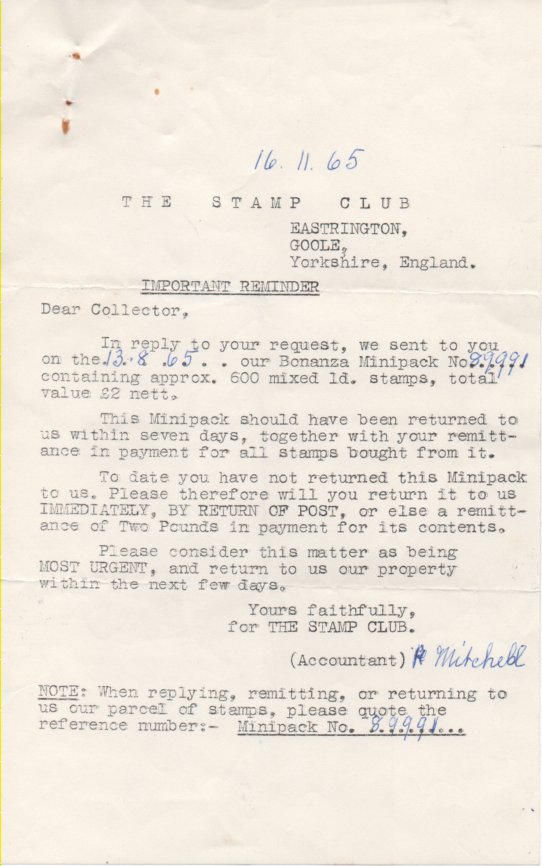 16.11.65
THE STAMP CLUB
EASTRINGTON,
GOOLE,
Yorkshire, England.
IMPORTANT REMINDER
Dear Collector,
In reply to your request, we sent to you
on the 13.8.65. . our Bonanza Minipack No. 89991
containing approx. 600 mixed 1d. stamps, total
value £2 nett.
This Minipack should have been returned to
us within seven days, together with your remitt-
ance in payment for all stamps bought from it.
To date you have not returned this Minipack
to us. Please therefore will you return it to us
IMMEDIATELY, BY RETURN OF POST, or else a remitt-
ance of Two Pounds in payment for its contents.
Please consider this matter as being
MOST URGENT, and return to us our property
within the next few days.
Yours faithfully,
for THE STAMP CLUB.
(Accountant) Mitchell
NOTE: When replying, remitting, or returning to
us our parcel of stamps, please quote the
reference number:- Minipack No. 8.9.9.9.1...